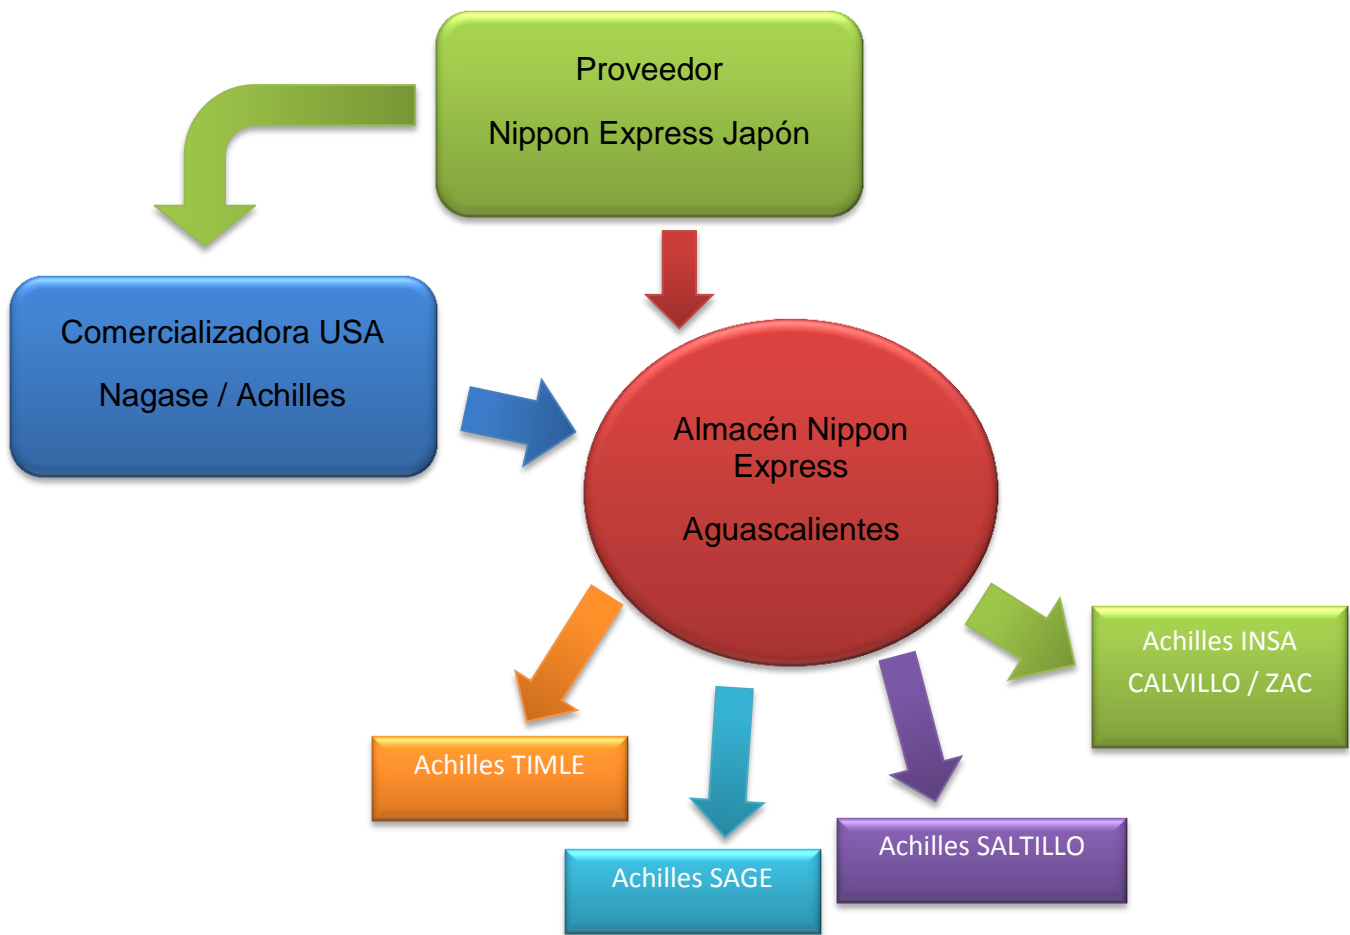 Proveedor
Nippon Express Japón
Comercializadora USA
Nagase / Achilles
Almacén Nippon
Express
Aguascalientes
Achilles INSA
CALVILLO / ZAC
Achilles TIMLE
Achilles SALTILLO
Achilles SAGE